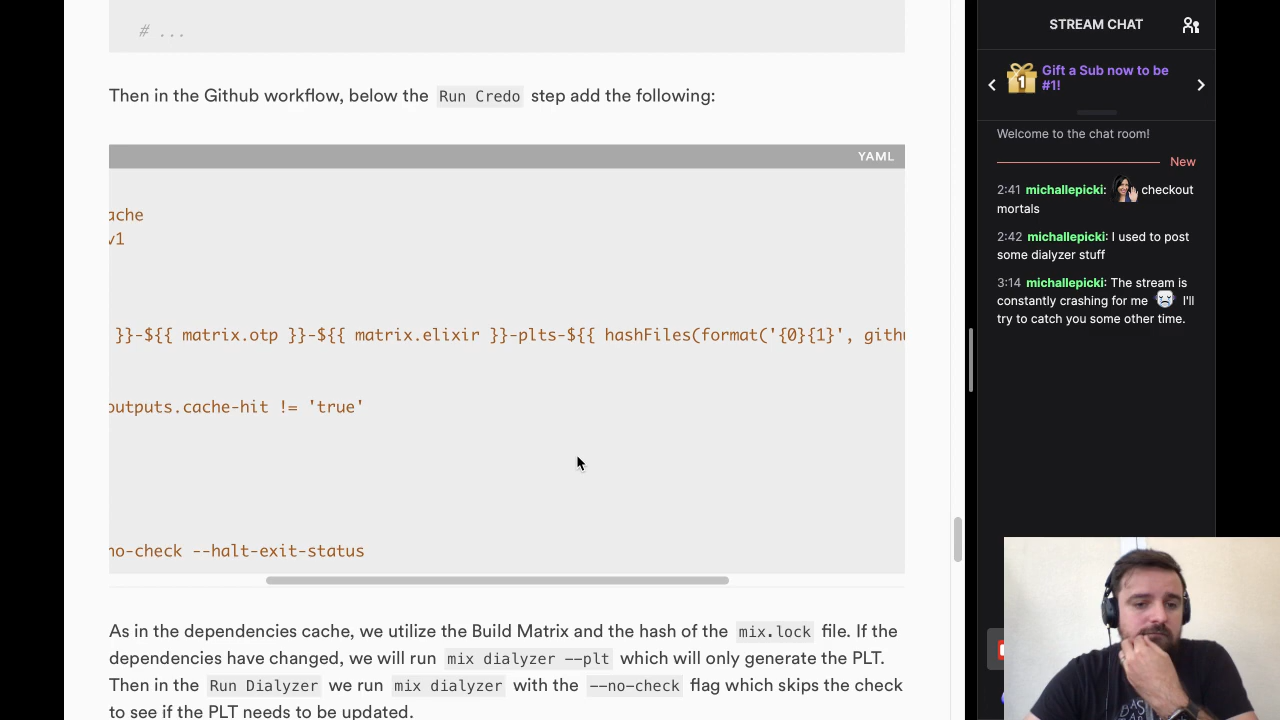 # ...
Then in the Github workflow, below the Run Credo step add the following:
YAML
ache
v1
}}-${{ matrix.otp }}-${{ matrix.elixir }}-plts-${{ hashFiles(format('{0}{1}', githu
outputs.cache-hit != 'true'
no-check --halt-exit-status
As in the dependencies cache, we utilize the Build Matrix and the hash of the mix.lock file. If the
dependencies have changed, we will run mix dialyzer --plt which will only generate the PLT.
Then in the Run Dialyzer we run mix dialyzer with the --no-check flag which skips the check
to see if the PLT needs to be updated.
STREAM CHAT
1
Gift a Sub now to be
#1!
Welcome to the chat room!
New
2:41 michallepicki: checkout
mortals
2:42 michallepicki: I used to post
some dialyzer stuff
3:14 michallepicki: The stream is
constantly crashing for me I'll
try to catch you some other time.